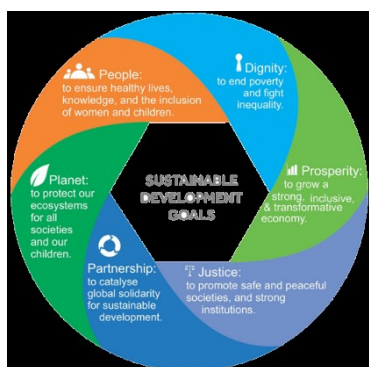 Dignity:
to end poverty
and fight
inequality.
Prosperity:
to grow a
strong, inclusive,
& transformative
economy.
Justice:
to promote safe and peaceful
societies, and strong
institutions.
Partnership:
to catalyse
global solidarity
for sustainable
development.
Planet:
to protect our
ecosystems
for all
societies
and our
children.
People:
to ensure healthy lives,
knowledge, and the inclusion
of women and children.
SUSTAINABLE
DEVELOPMENT
GOALS